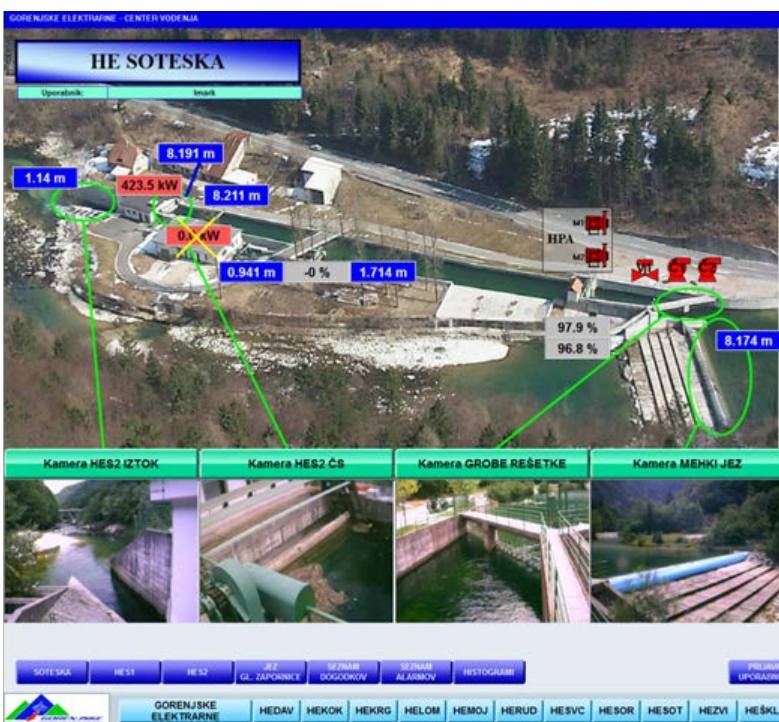 GORENJSKE ELEKTRARNE - CENTER VODENJA
HE SOTESKA
Uporabnik:
lmark
8.191 m
1.14 m
423.5 kW
8.211 m
kW
M1
HPA
M2
C1 C2
0.941 m
-0 %
1.714 m
97.9 %
96.8 %
8.174 m
Kamera HES2 IZTOK
Kamera HES2 ČS
Kamera GROBE REŠETKE
Kamera MEHKI JEZ
SOTESKA
HES1
HES2
JEZ
GL. ZAPORNICE
SEZNAM
DOGODKOV
SEZNAM
ALARMOV
HISTOGRAMI
GORENJSKE
ELEKTRARNE
HEDAV
HEKOK
HEKRG
HELOM
HEMOJ
HERUD
HESVC
HESOR
HESOT
HEZVI